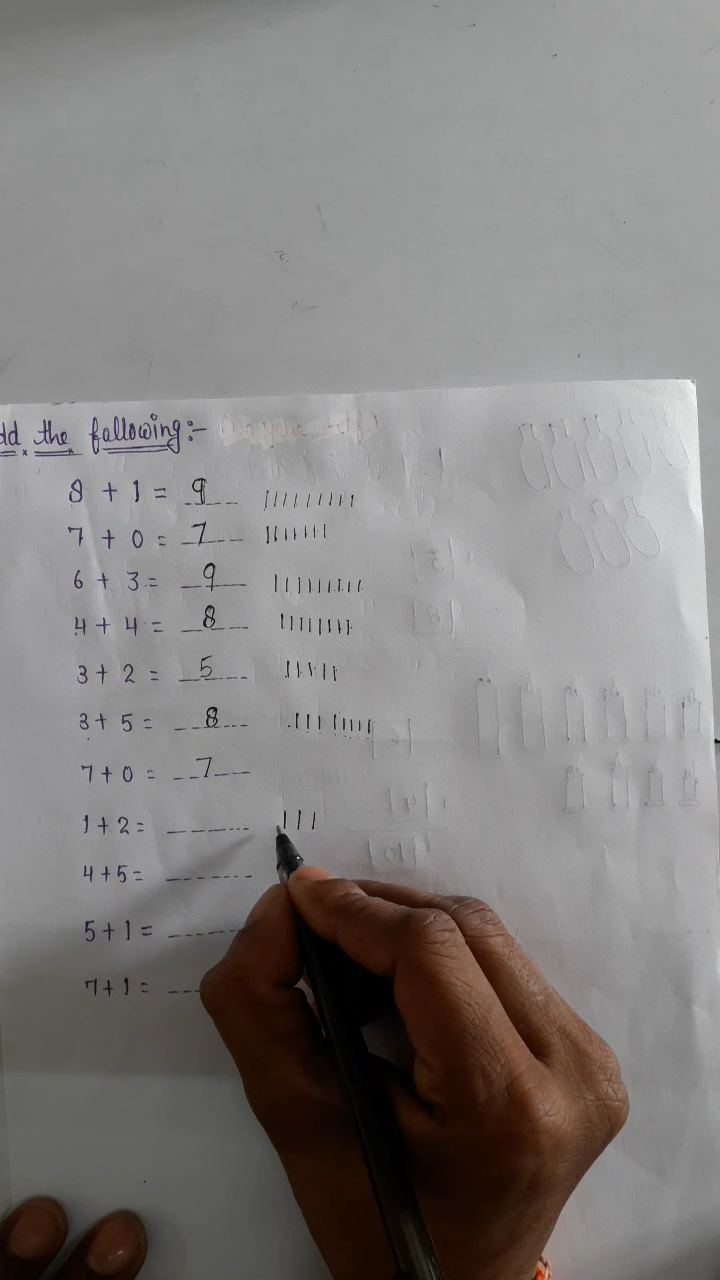 dd the following:-
8 + 1 = 9
7 + 0 = 7
6 + 3 = 9
4 + 4 = 8
3 + 2 = 5
3 + 5 = 8
7 + 0 = 7
1 + 2 =
4 + 5 =
5 + 1 =
7 + 1 =